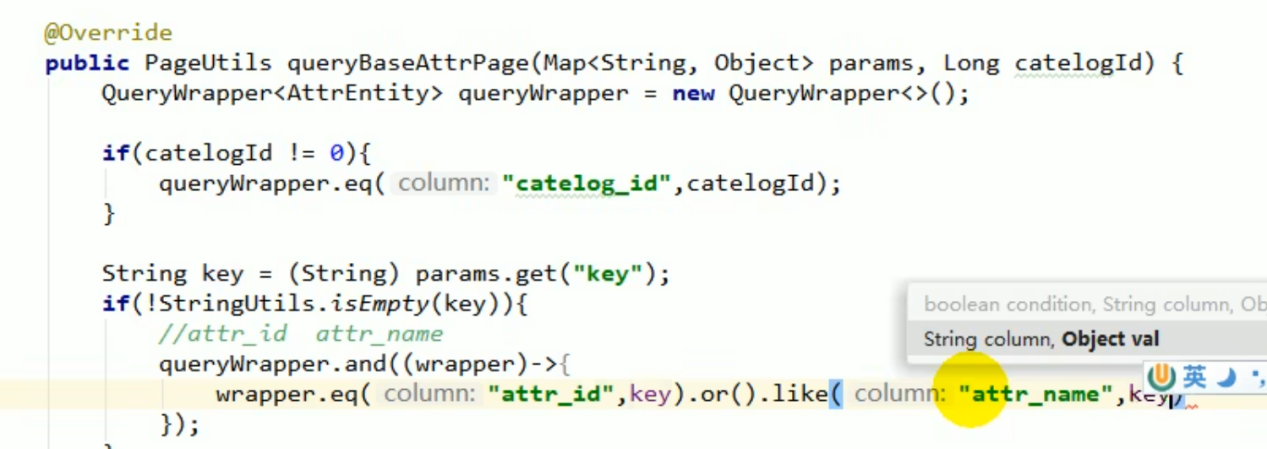 @Override
public PageUtils queryBaseAttrPage(Map<String, Object> params, Long catelogId) {
QueryWrapper<AttrEntity> queryWrapper = new QueryWrapper<>();
if(catelogId != 0){
queryWrapper.eq( column: "catelog_id",catelogId);
}
String key = (String) params.get("key");
if(!StringUtils.isEmpty(key)){
boolean condition, String column, Ob
//attr_id attr_name
String column, Object val
queryWrapper.and((wrapper)->{
英
wrapper.eq( column: "attr_id",key).or().like( column: "attr_name",key)
});